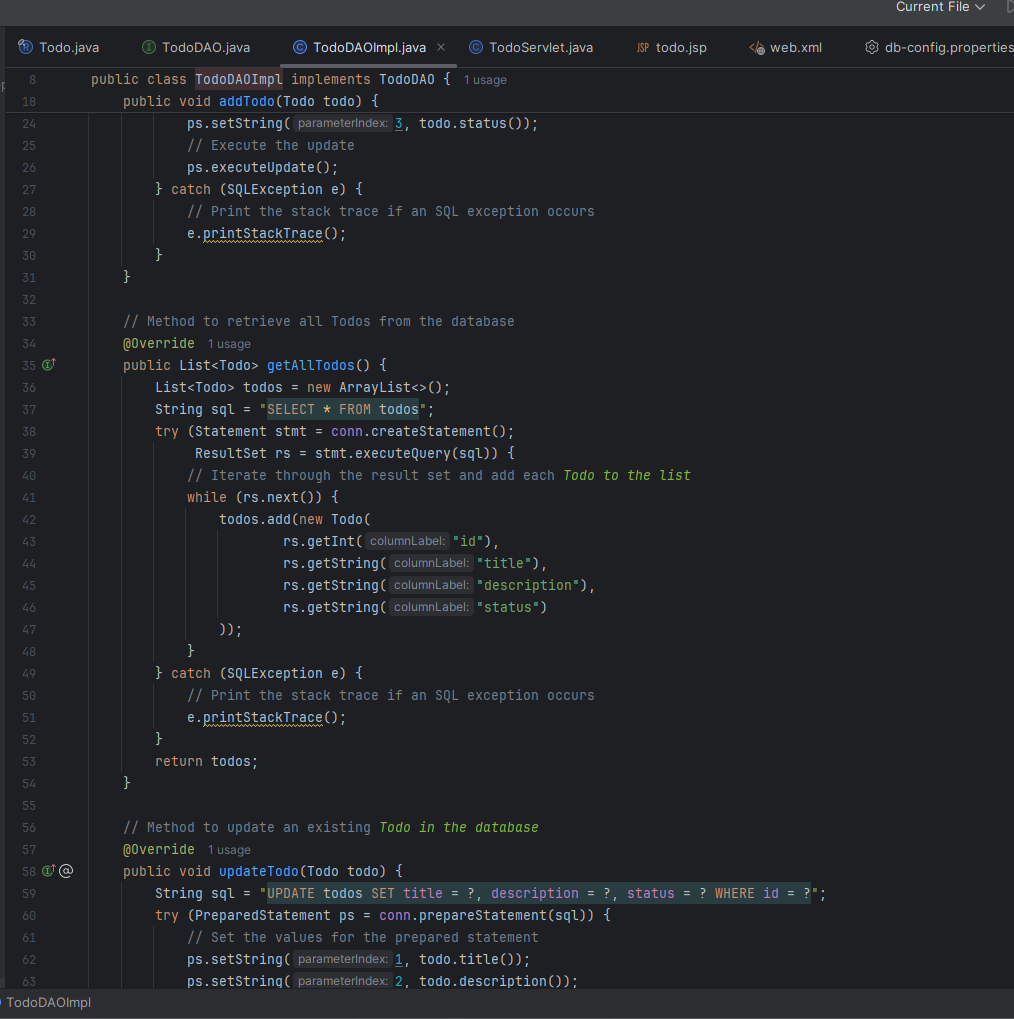 Current File
Todo.java TodoDAO.java TodoDAOImpl.java × TodoServlet.java JSP todo.jsp web.xml db-config.properties
8 public class TodoDAOImpl implements TodoDAO { 1 usage
18 public void addTodo(Todo todo) {
24 ps.setString( parameterIndex: 3, todo.status());
25 // Execute the update
26 ps.executeUpdate();
27 } catch (SQLException e) {
28 // Print the stack trace if an SQL exception occurs
29 e.printStackTrace();
30 }
31 }
32
33 // Method to retrieve all Todos from the database
34 @Override 1 usage
35 public List<Todo> getAllTodos() {
36 List<Todo> todos = new ArrayList<>();
37 String sql = "SELECT * FROM todos";
38 try (Statement stmt = conn.createStatement();
39 ResultSet rs = stmt.executeQuery(sql)) {
40 // Iterate through the result set and add each Todo to the list
41 while (rs.next()) {
42 todos.add(new Todo(
43 rs.getInt( columnLabel: "id"),
44 rs.getString( columnLabel: "title"),
45 rs.getString( columnLabel: "description"),
46 rs.getString( columnLabel: "status")
47 ));
48 }
49 } catch (SQLException e) {
50 // Print the stack trace if an SQL exception occurs
51 e.printStackTrace();
52 }
53 return todos;
54 }
55
56 // Method to update an existing Todo in the database
57 @Override 1 usage
58 public void updateTodo(Todo todo) {
59 String sql = "UPDATE todos SET title = ?, description = ?, status = ? WHERE id = ?";
60 try (PreparedStatement ps = conn.prepareStatement(sql)) {
61 // Set the values for the prepared statement
62 ps.setString( parameterIndex: 1, todo.title());
63 ps.setString( parameterIndex: 2, todo.description());
TodoDAOImpl